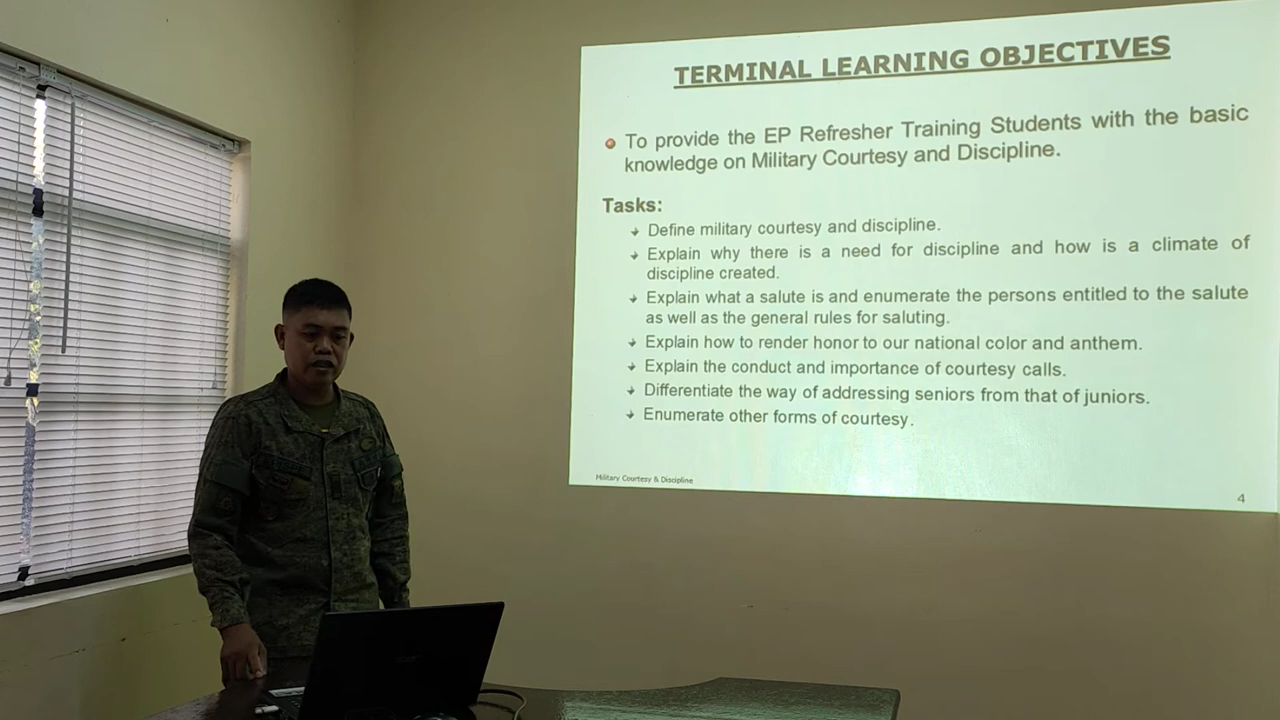 TERMINAL LEARNING OBJECTIVES
To provide the EP Refresher Training Students with the basic
knowledge on Military Courtesy and Discipline.
Tasks:
Define military courtesy and discipline.
Explain why there is a need for discipline and how is a climate of
discipline created.
Explain what a salute is and enumerate the persons entitled to the salute
as well as the general rules for saluting.
Explain how to render honor to our national color and anthem.
Explain the conduct and importance of courtesy calls.
Differentiate the way of addressing seniors from that of juniors.
Enumerate other forms of courtesy.
Military Courtesy & Discipline
4